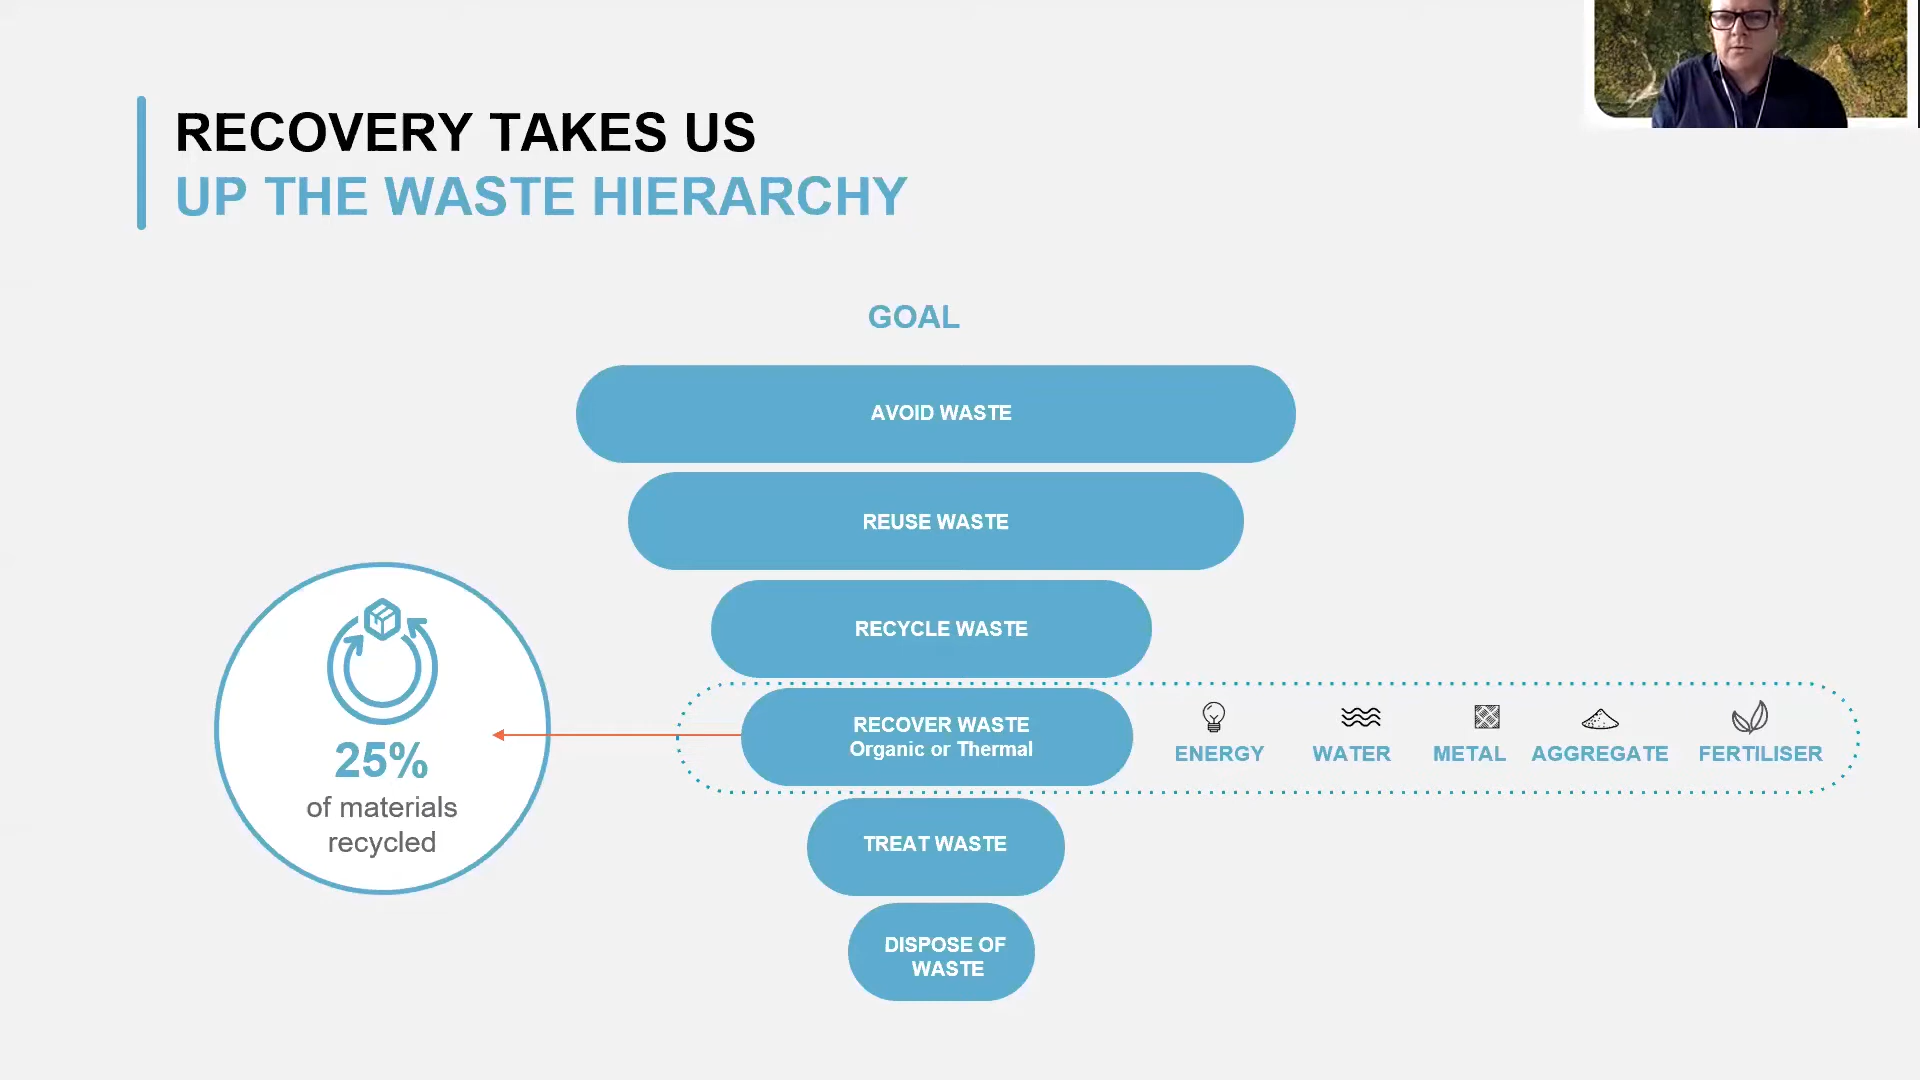 RECOVERY TAKES US
UP THE WASTE HIERARCHY
GOAL
AVOID WASTE
REUSE WASTE
RECYCLE WASTE
RECOVER WASTE
Organic or Thermal
ENERGY
WATER
METAL
AGGREGATE
FERTILISER
25%
of materials
recycled
TREAT WASTE
DISPOSE OF
WASTE